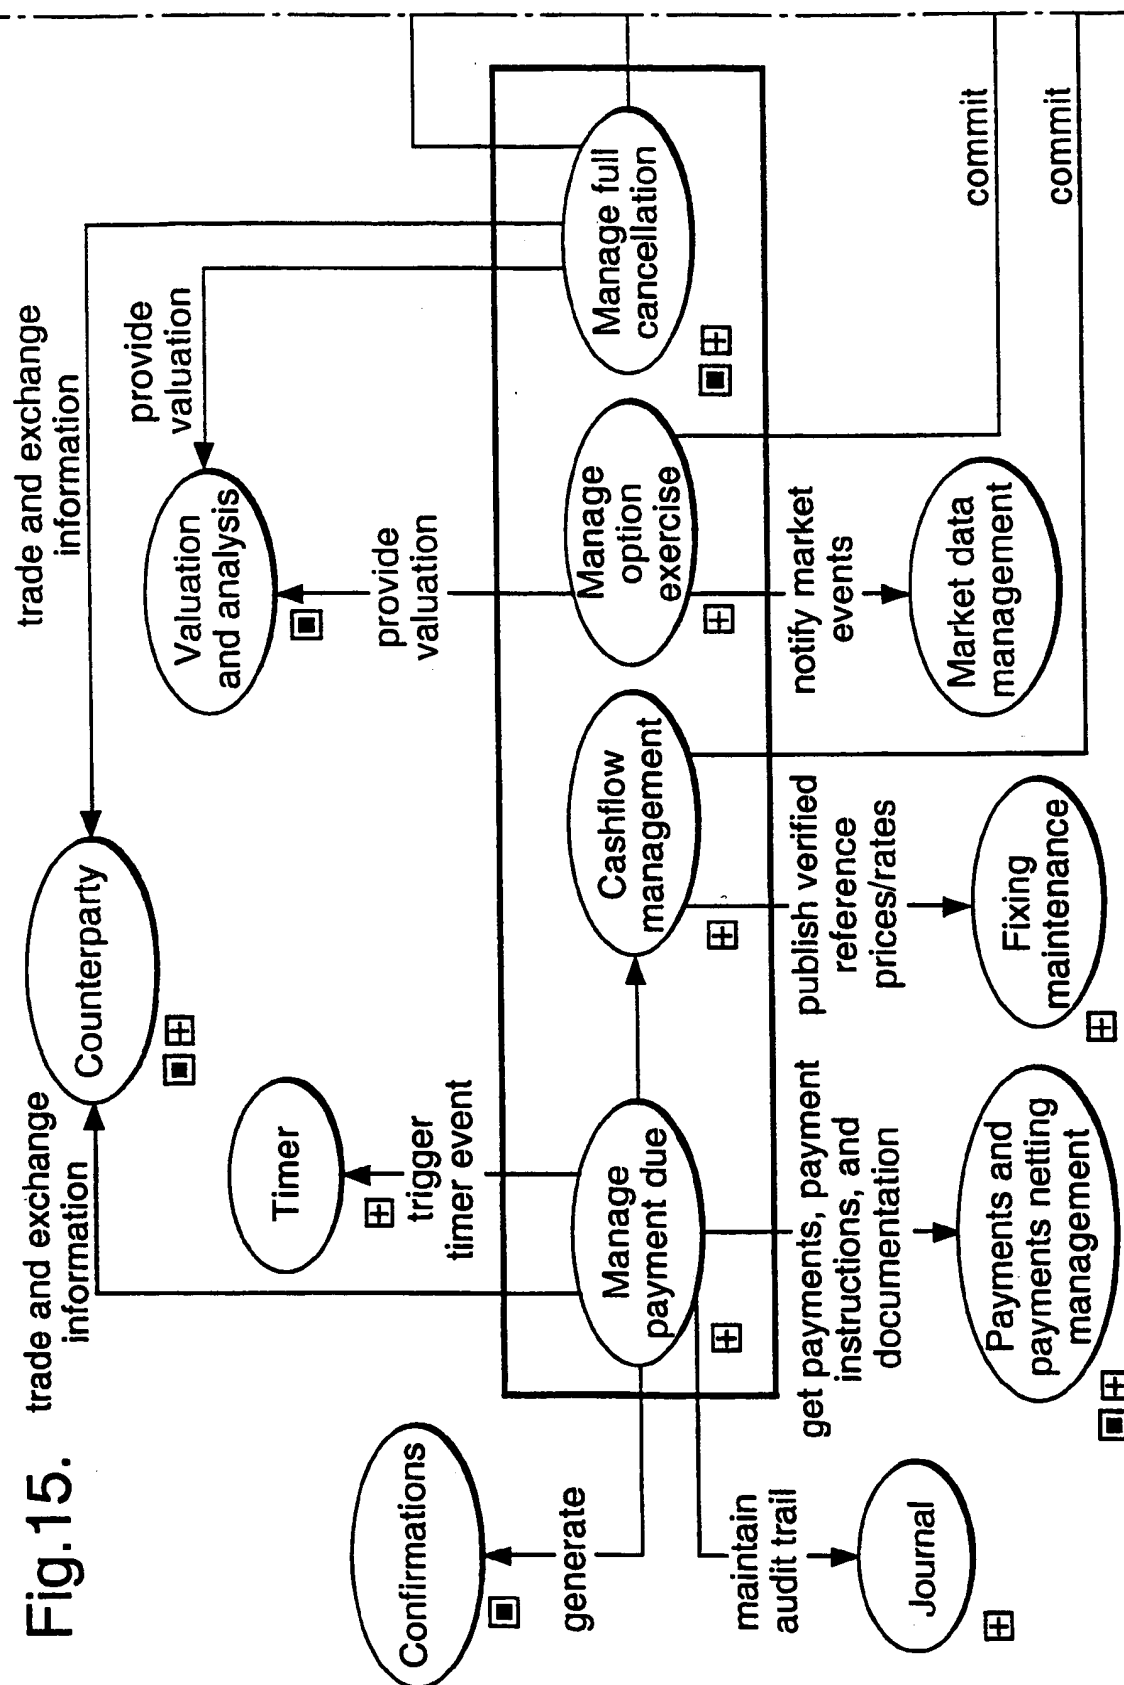 Fig.15.
trade and exchange
information
trade and exchange
information
Counterparty
provide
valuation
Valuation
and analysis
Timer
trigger
timer event
provide
valuation
Confirmations
generate
Manage
payment due
Cashflow
management
Manage
option
exercise
Manage full
cancellation
maintain
audit trail
get payments, payment
instructions, and
documentation
publish verified
reference
prices/rates
notify market
events
commit
commit
Journal
Payments and
payments netting
management
Fixing
maintenance
Market data
management